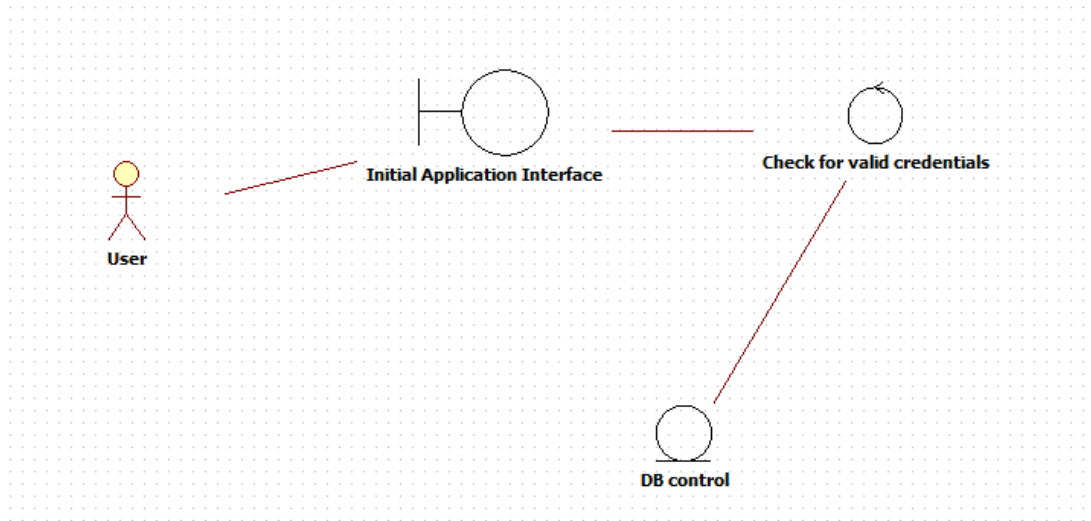 Initial Application Interface
Check for valid credentials
User
DB control